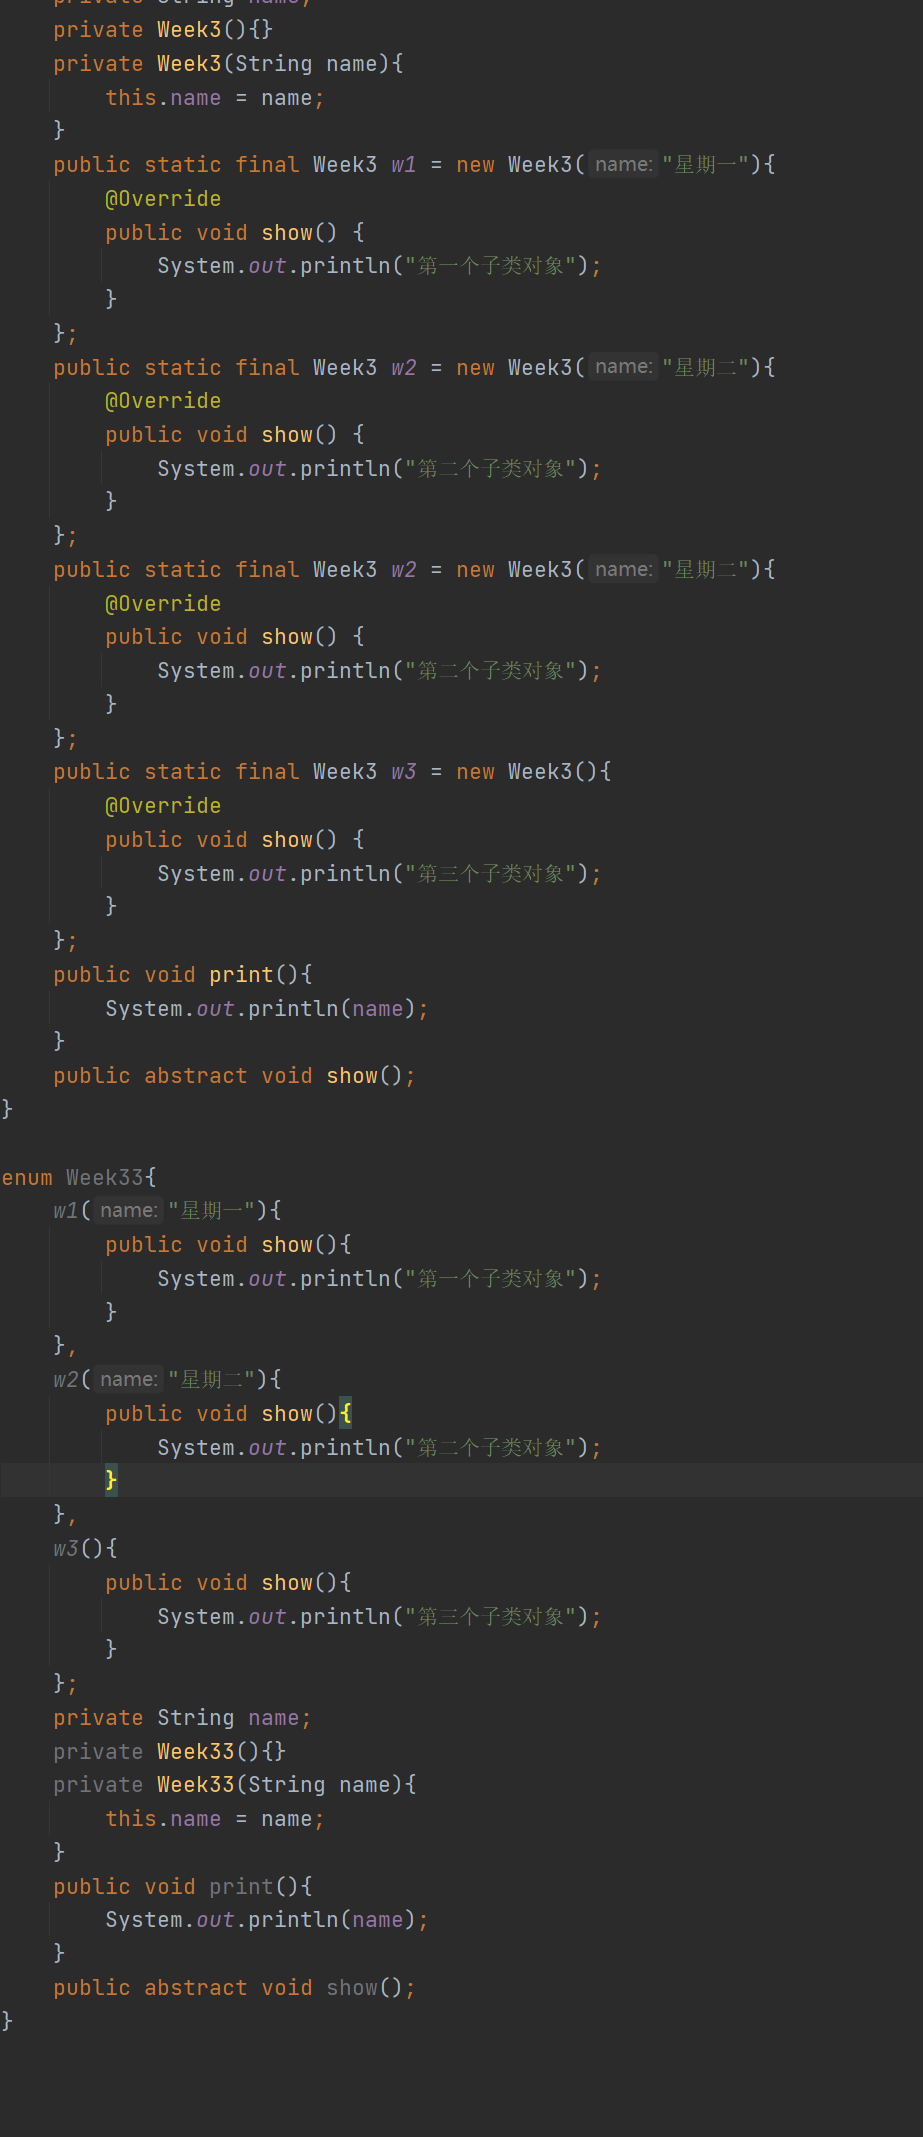 private String name;
private Week3(){}
private Week3(String name){
this.name = name;
}
public static final Week3 w1 = new Week3( name: "星期一"){
@Override
public void show() {
System.out.println("第一个子类对象");
}
};
public static final Week3 w2 = new Week3( name: "星期二"){
@Override
public void show() {
System.out.println("第二个子类对象");
}
};
public static final Week3 w2 = new Week3( name: "星期二"){
@Override
public void show() {
System.out.println("第二个子类对象");
}
};
public static final Week3 w3 = new Week3(){
@Override
public void show() {
System.out.println("第三个子类对象");
}
};
public void print(){
System.out.println(name);
}
public abstract void show();
}
enum Week33{
w1( name: "星期一"){
public void show(){
System.out.println("第一个子类对象");
}
},
w2( name: "星期二"){
public void show(){
System.out.println("第二个子类对象");
}
},
w3(){
public void show(){
System.out.println("第三个子类对象");
}
};
private String name;
private Week33(){}
private Week33(String name){
this.name = name;
}
public void print(){
System.out.println(name);
}
public abstract void show();
}